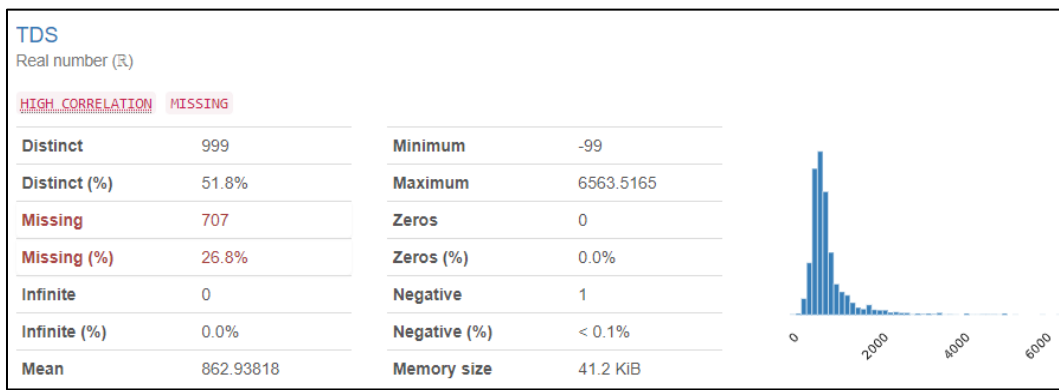 TDS
Real number (ℝ)
HIGH CORRELATION MISSING
Distinct 999
Distinct (%) 51.8%
Missing 707
Missing (%) 26.8%
Infinite 0
Infinite (%) 0.0%
Mean 862.93818
Minimum -99
Maximum 6563.5165
Zeros 0
Zeros (%) 0.0%
Negative 1
Negative (%) < 0.1%
Memory size 41.2 KiB
0 2000 4000 6000